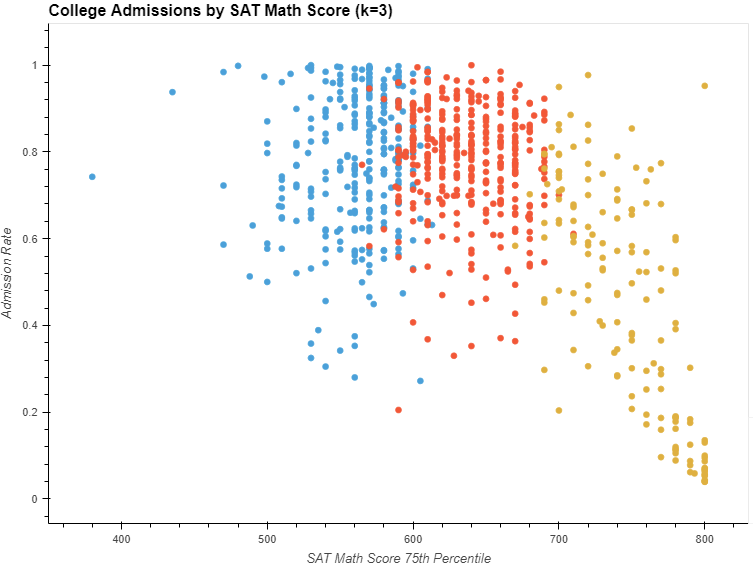 College Admissions by SAT Math Score (k=3)
1
0.8
0.6
0.4
0.2
0
Admission Rate
400 500 600 700 800
SAT Math Score 75th Percentile